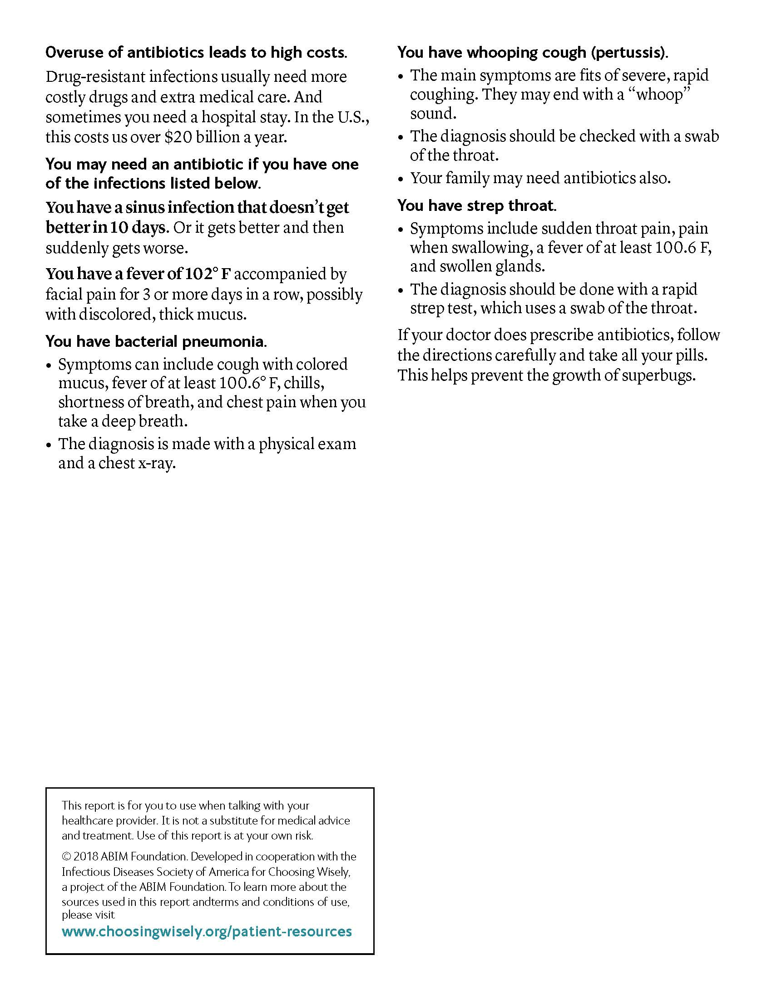 Overuse of antibiotics leads to high costs.
Drug-resistant infections usually need more
costly drugs and extra medical care. And
sometimes you need a hospital stay. In the U.S.,
this costs us over $20 billion a year.
You may need an antibiotic if you have one
of the infections listed below.
You have a sinus infection that doesn’t get
better in 10 days. Or it gets better and then
suddenly gets worse.
You have a fever of 102° F accompanied by
facial pain for 3 or more days in a row, possibly
with discolored, thick mucus.
You have bacterial pneumonia.
• Symptoms can include cough with colored
mucus, fever of at least 100.6° F, chills,
shortness of breath, and chest pain when you
take a deep breath.
• The diagnosis is made with a physical exam
and a chest x-ray.
You have whooping cough (pertussis).
• The main symptoms are fits of severe, rapid
coughing. They may end with a “whoop”
sound.
• The diagnosis should be checked with a swab
of the throat.
• Your family may need antibiotics also.
You have strep throat.
• Symptoms include sudden throat pain, pain
when swallowing, a fever of at least 100.6 F,
and swollen glands.
• The diagnosis should be done with a rapid
strep test, which uses a swab of the throat.
If your doctor does prescribe antibiotics, follow
the directions carefully and take all your pills.
This helps prevent the growth of superbugs.
This report is for you to use when talking with your
healthcare provider. It is not a substitute for medical advice
and treatment. Use of this report is at your own risk.
© 2018 ABIM Foundation. Developed in cooperation with the
Infectious Diseases Society of America for Choosing Wisely,
a project of the ABIM Foundation. To learn more about the
sources used in this report andterms and conditions of use,
please visit
www.choosingwisely.org/patient-resources